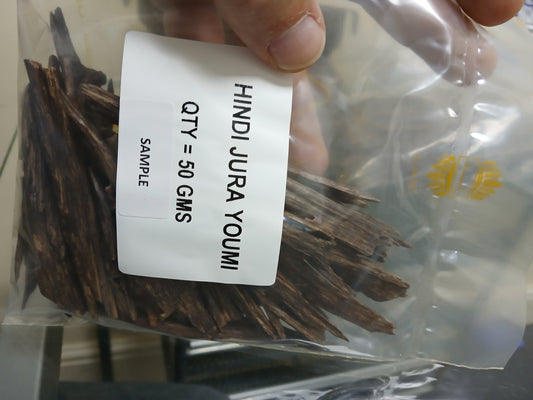 HINDI JURA YOUMI
QTY = 50 GMS
SAMPLE